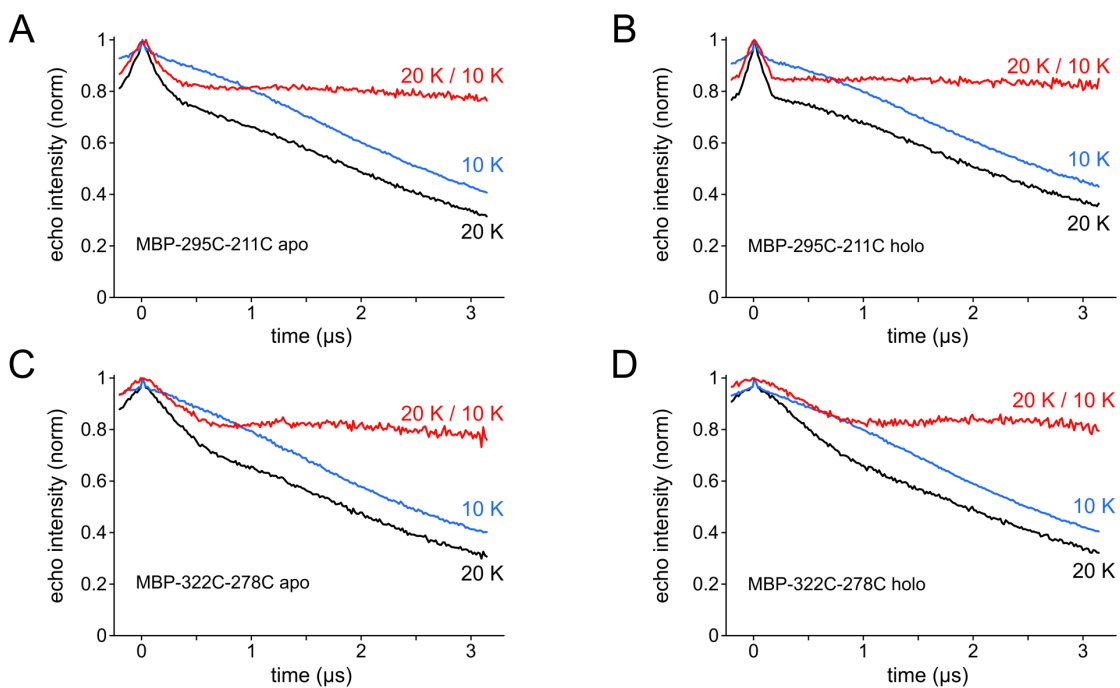 A
echo intensity (norm)
1
0.8
0.6
0.4
0.2
0
20 K / 10 K
10 K
20 K
MBP-295C-211C apo
0
1
2
3
time (µs)
B
echo intensity (norm)
1
0.8
0.6
0.4
0.2
0
20 K / 10 K
10 K
20 K
MBP-295C-211C holo
0
1
2
3
time (µs)
C
echo intensity (norm)
1
0.8
0.6
0.4
0.2
0
20 K / 10 K
10 K
20 K
MBP-322C-278C apo
0
1
2
3
time (µs)
D
echo intensity (norm)
1
0.8
0.6
0.4
0.2
0
20 K / 10 K
10 K
20 K
MBP-322C-278C holo
0
1
2
3
time (µs)